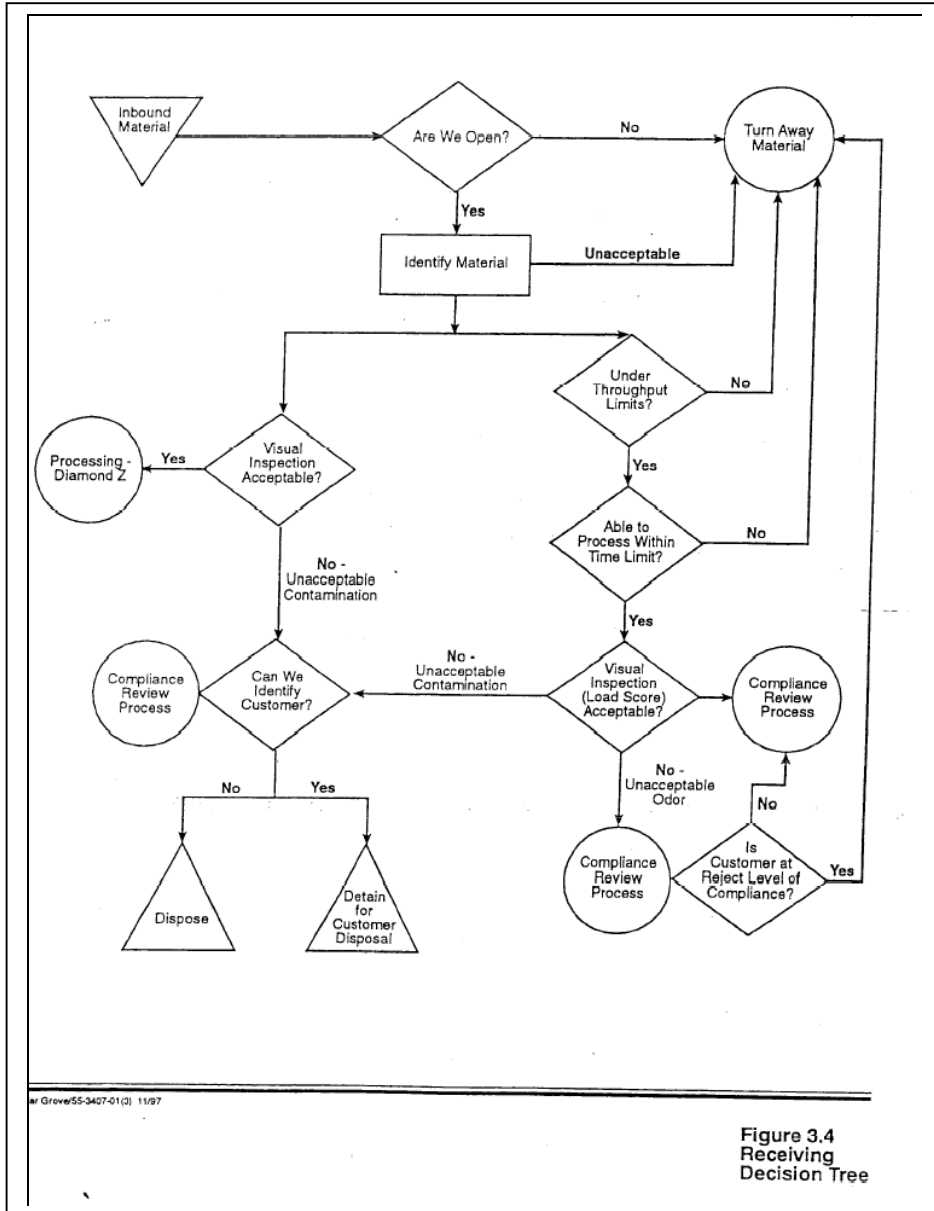 Inbound
Material
Are We Open?
No
Turn Away
Material
Yes
Identify Material
Unacceptable
Under
Throughput
Limits?
No
Visual
Inspection
Acceptable?
Yes
Processing -
Diamond Z
Yes
Able to
Process Within
Time Limit?
No
No -
Unacceptable
Contamination
Yes
Compliance
Review
Process
Can We
Identify
Customer?
No -
Unacceptable
Contamination
Visual
Inspection
(Load Score)
Acceptable?
Compliance
Review
Process
No
Yes
No -
Unacceptable
Odor
No
Compliance
Review
Process
Is
Customer at
Reject Level of
Compliance?
Yes
Dispose
Detain
for
Customer
Disposal
ar Grove/55-3407-01(3) 11/97
Figure 3.4
Receiving
Decision Tree